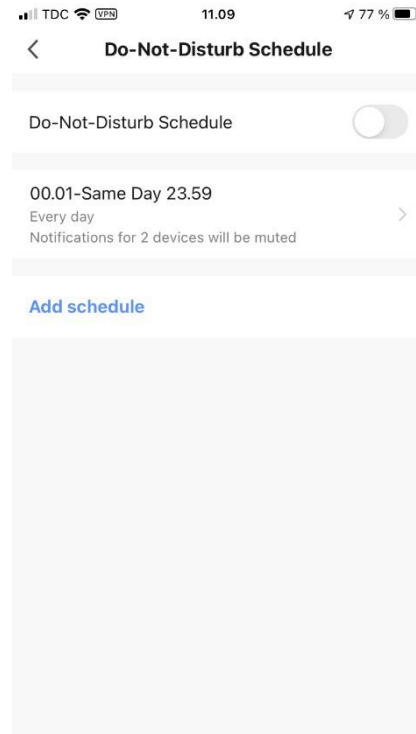 TDC VPN 11.09 77 %
Do-Not-Disturb Schedule
Do-Not-Disturb Schedule
00.01-Same Day 23.59
Every day
Notifications for 2 devices will be muted
Add schedule